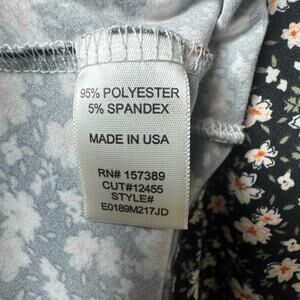 95% POLYESTER
5% SPANDEX
MADE IN USA
RN# 157389
CUT#12455
STYLE#
E0189M217JD